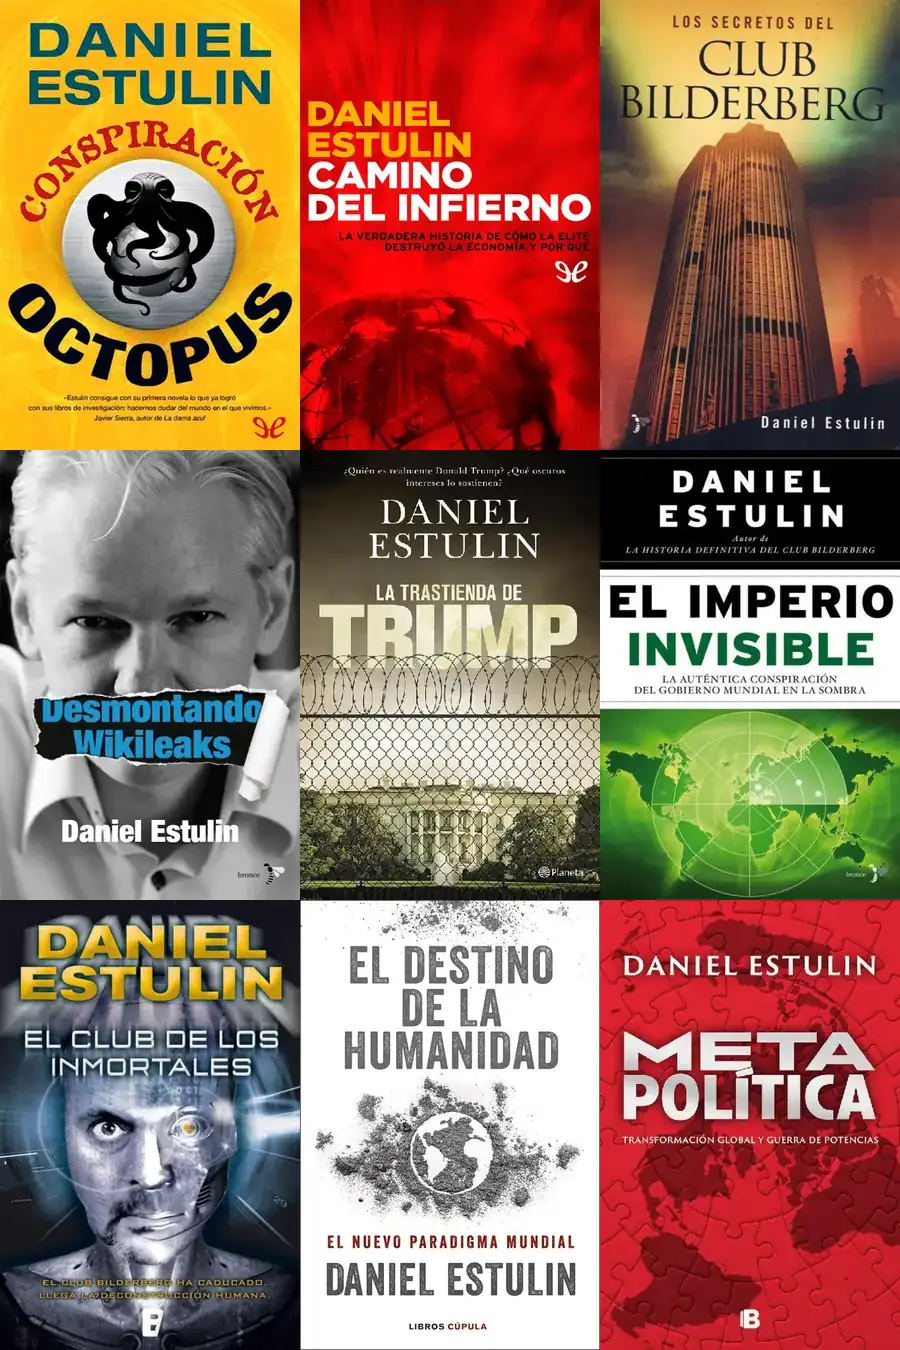 DANIEL
ESTULIN
CONSPIRACIÓN
OCTOPUS
«Estulin consigue con su primera novela lo que ya logró
con sus libros de investigación: hacernos dudar del mundo en el que vivimos.»
Javier Sierra, autor de La dama azul
DANIEL
ESTULIN
CAMINO
DEL INFIERNO
LA VERDADERA HISTORIA DE CÓMO LA ELITE
DESTRUYÓ LA ECONOMÍA Y POR QUÉ
LOS SECRETOS DEL
CLUB
BILDERBERG
Daniel Estulin
Desmontando
Wikileaks
Daniel Estulin
bronce
¿Quién es realmente Donald Trump? ¿Qué oscuros
intereses lo sostienen?
DANIEL
ESTULIN
LA TRASTIENDA DE
TRUMP
Planeta
DANIEL
ESTULIN
Autor de
LA HISTORIA DEFINITIVA DEL CLUB BILDERBERG
EL IMPERIO
INVISIBLE
LA AUTÉNTICA CONSPIRACIÓN
DEL GOBIERNO MUNDIAL EN LA SOMBRA
bronce
DANIEL
ESTULIN
EL CLUB DE LOS
INMORTALES
EL CLUB BILDERBERG HA CADUCADO.
LLEGA LA DECONSTRUCCIÓN HUMANA.
B
EL DESTINO
DE LA
HUMANIDAD
EL NUEVO PARADIGMA MUNDIAL
DANIEL ESTULIN
LIBROS CÚPULA
DANIEL ESTULIN
META
POLÍTICA
TRANSFORMACIÓN GLOBAL Y GUERRA DE POTENCIAS
B